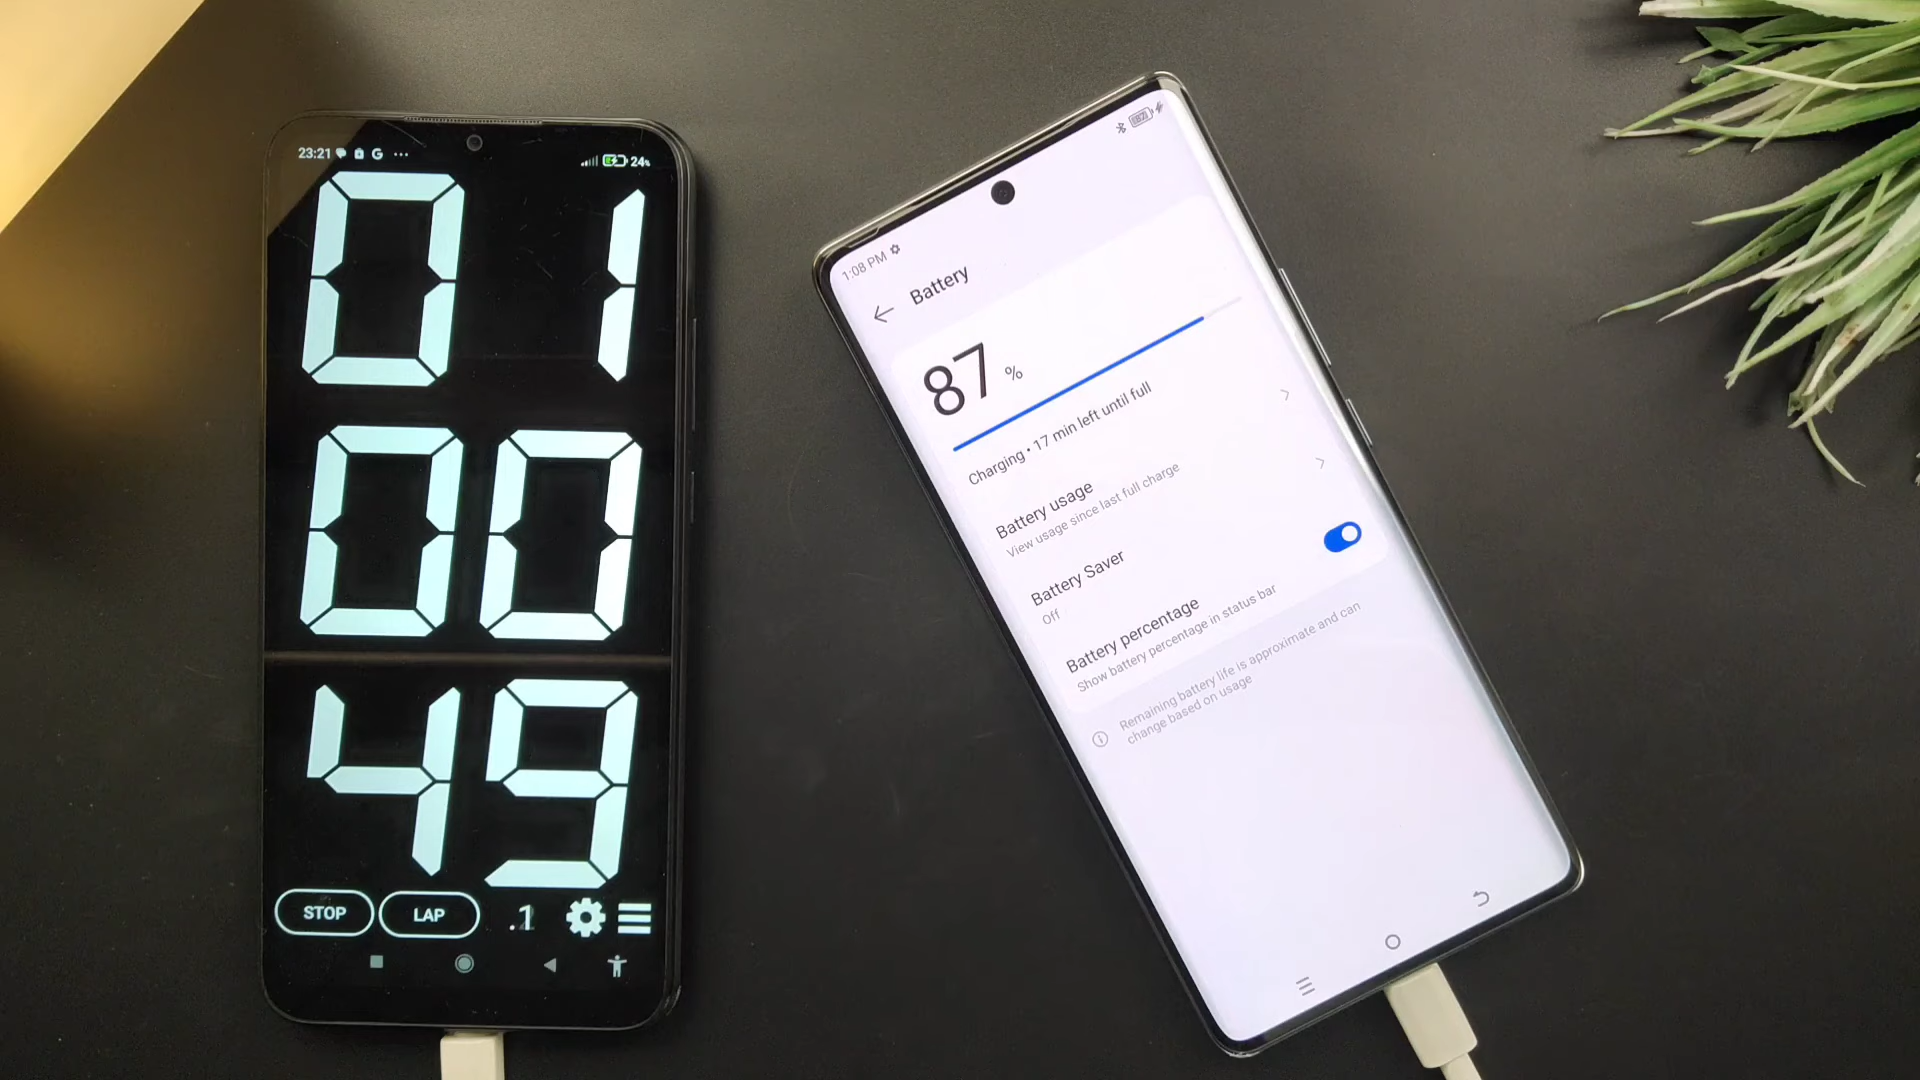 23:21 G ...
24%
01
00
49
STOP
LAP
.1
1:08 PM
87
Battery
87 %
Charging • 17 min left until full
Battery usage
View usage since last full charge
Battery Saver
Off
Battery percentage
Show battery percentage in status bar
Remaining battery life is approximate and can
change based on usage